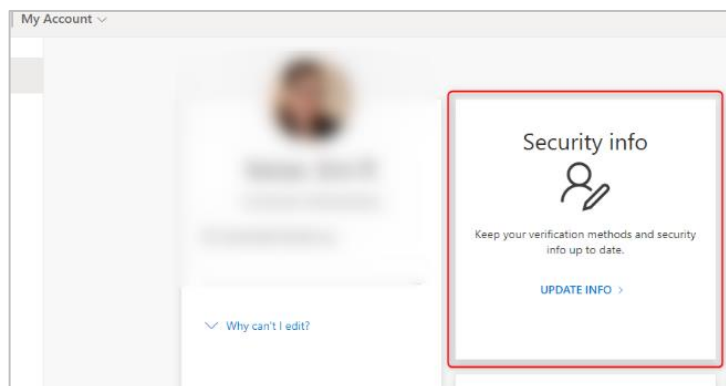 My Account
Security info
Keep your verification methods and security
info up to date.
UPDATE INFO >
Why can't I edit?